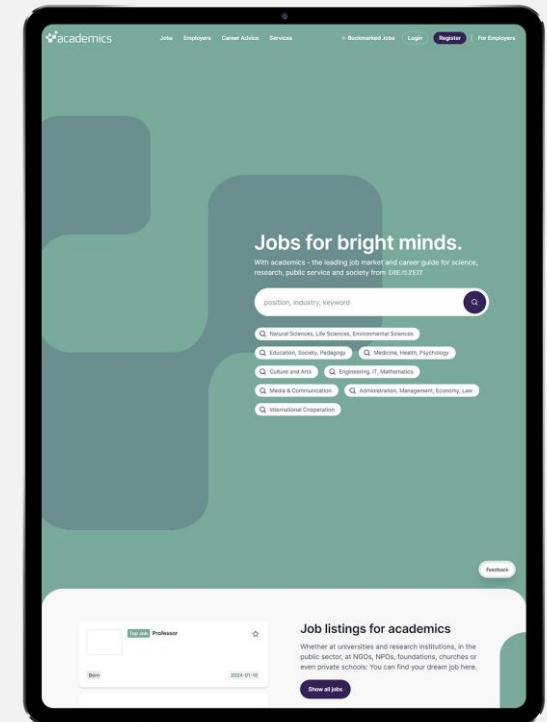 academics
Jobs Employers Career Advice Services
Bookmarked Jobs Login Register For Employers
Jobs for bright minds.
With academics - the leading job market and career guide for science,
research, public service and society from DIE ZEIT
position, industry, keyword
Natural Sciences, Life Sciences, Environmental Sciences
Education, Society, Pedagogy Medicine, Health, Psychology
Culture and Arts Engineering, IT, Mathematics
Media & Communication Administration, Management, Economy, Law
International Cooperation
Feedback
Top Job Professor
Bern 2024-01-10
Job listings for academics
Whether at universities and research institutions, in the
public sector, at NGOs, NPOs, foundations, churches or
even private schools: You can find your dream job here.
Show all jobs